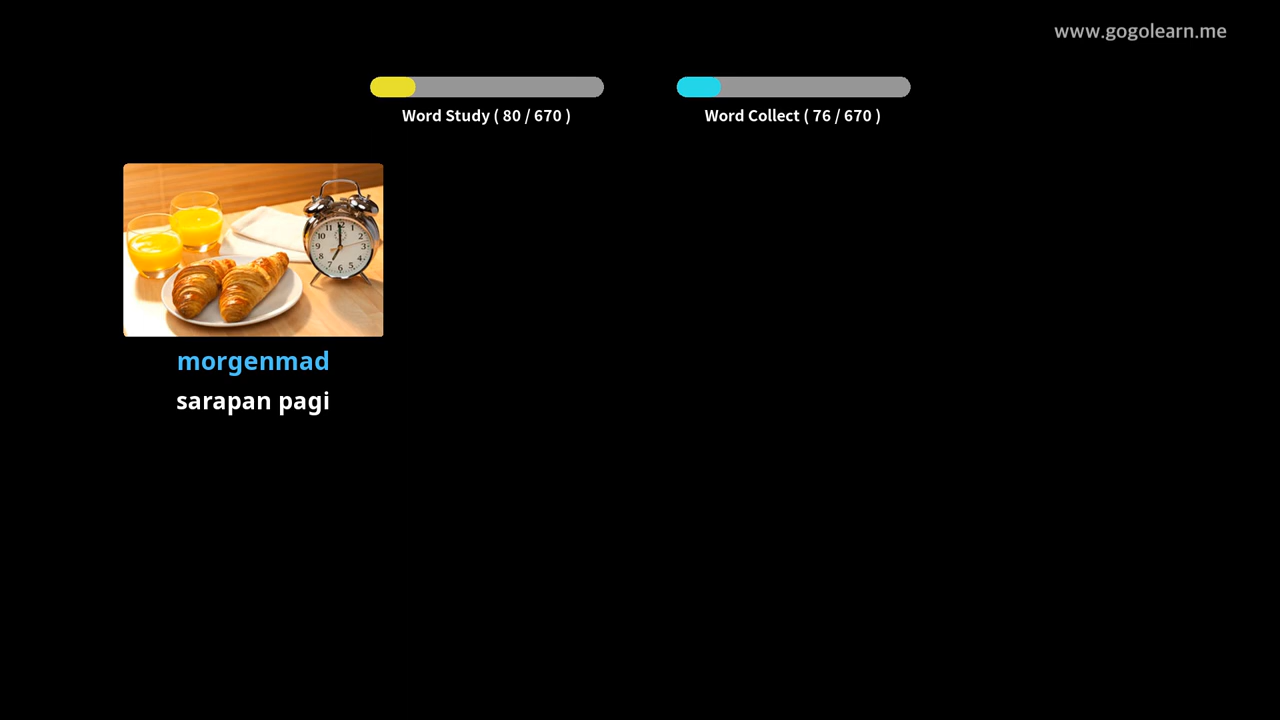 www.gogolearn.me
Word Study ( 80 / 670 )
Word Collect ( 76 / 670 )
morgenmad
sarapan pagi